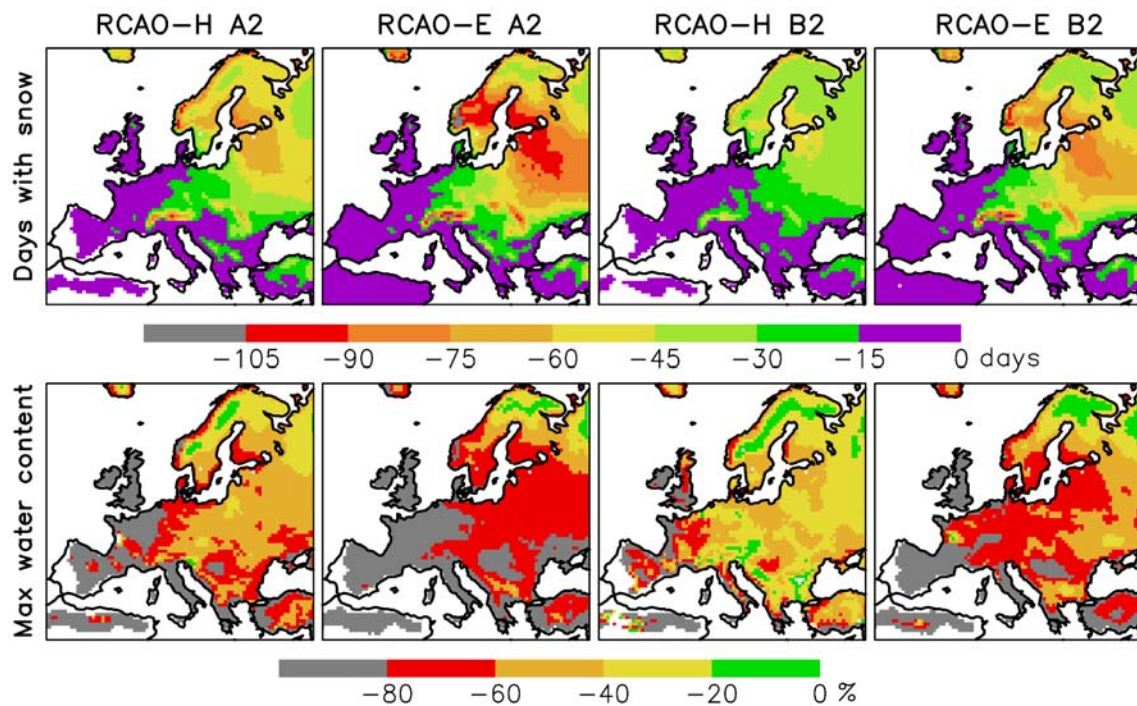 RCAO-H A2 RCAO-E A2 RCAO-H B2 RCAO-E B2
Days with snow
-105 -90 -75 -60 -45 -30 -15 0 days
Max water content
-80 -60 -40 -20 0 %